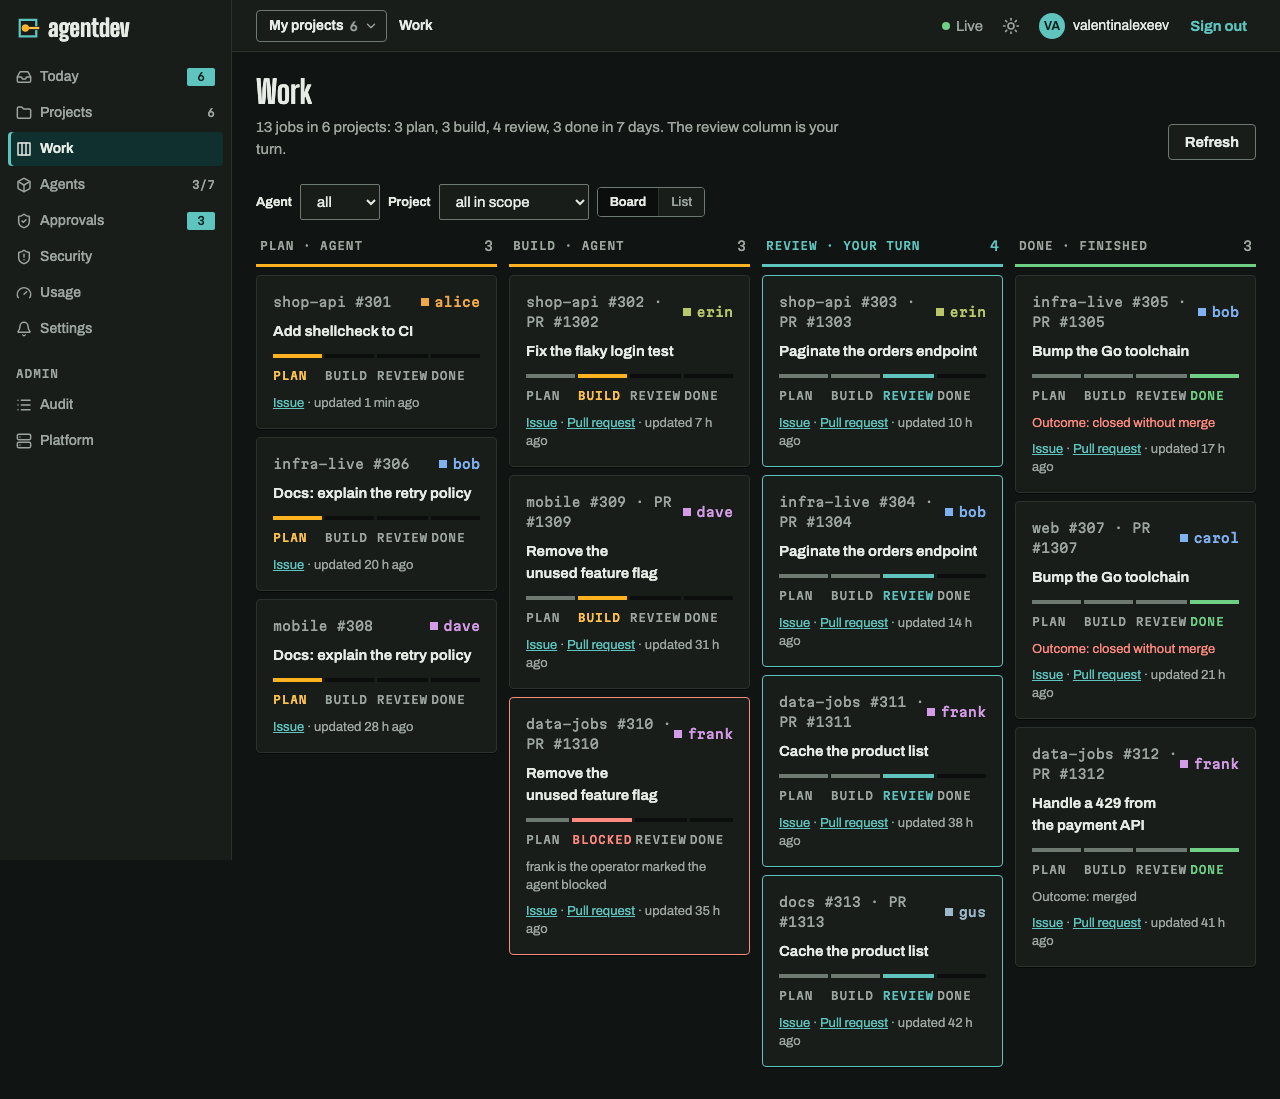 agentdev
My projects 6
Work
Live
VA
valentinalexeev
Sign out
Today 6
Projects 6
Work
Agents 3/7
Approvals 3
Security
Usage
Settings
ADMIN
Audit
Platform
Work
13 jobs in 6 projects: 3 plan, 3 build, 4 review, 3 done in 7 days. The review column is your
turn.
Refresh
Agent all Project all in scope Board List
PLAN · AGENT 3
shop-api #301 alice
Add shellcheck to CI
PLAN BUILD REVIEW DONE
Issue · updated 1 min ago
infra-live #306 bob
Docs: explain the retry policy
PLAN BUILD REVIEW DONE
Issue · updated 20 h ago
mobile #308 dave
Docs: explain the retry policy
PLAN BUILD REVIEW DONE
Issue · updated 28 h ago
BUILD · AGENT 3
shop-api #302 ·
PR #1302
erin
Fix the flaky login test
PLAN BUILD REVIEW DONE
Issue · Pull request · updated 7 h
ago
mobile #309 · PR
#1309
dave
Remove the
unused feature flag
PLAN BUILD REVIEW DONE
Issue · Pull request · updated 31 h
ago
data-jobs #310 ·
PR #1310
frank
Remove the
unused feature flag
PLAN BLOCKED REVIEW DONE
frank is the operator marked the
agent blocked
Issue · Pull request · updated 35 h
ago
REVIEW · YOUR TURN 4
shop-api #303 ·
PR #1303
erin
Paginate the orders endpoint
PLAN BUILD REVIEW DONE
Issue · Pull request · updated 10 h
ago
infra-live #304 ·
PR #1304
bob
Paginate the orders endpoint
PLAN BUILD REVIEW DONE
Issue · Pull request · updated 14 h
ago
data-jobs #311 ·
PR #1311
frank
Cache the product list
PLAN BUILD REVIEW DONE
Issue · Pull request · updated 38 h
ago
docs #313 · PR
#1313
gus
Cache the product list
PLAN BUILD REVIEW DONE
Issue · Pull request · updated 42 h
ago
DONE · FINISHED 3
infra-live #305 ·
PR #1305
bob
Bump the Go toolchain
PLAN BUILD REVIEW DONE
Outcome: closed without merge
Issue · Pull request · updated 17 h
ago
web #307 · PR
#1307
carol
Bump the Go toolchain
PLAN BUILD REVIEW DONE
Outcome: closed without merge
Issue · Pull request · updated 21 h
ago
data-jobs #312 ·
PR #1312
frank
Handle a 429 from
the payment API
PLAN BUILD REVIEW DONE
Outcome: merged
Issue · Pull request · updated 41 h
ago